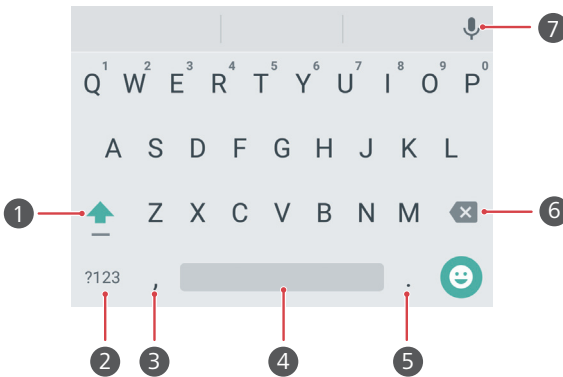 7
1 2 3 4 5 6 7 8 9 0
Q W E R T Y U I O P
A S D F G H J K L
1 Z X C V B N M 6
?123 , .
2 3 4 5